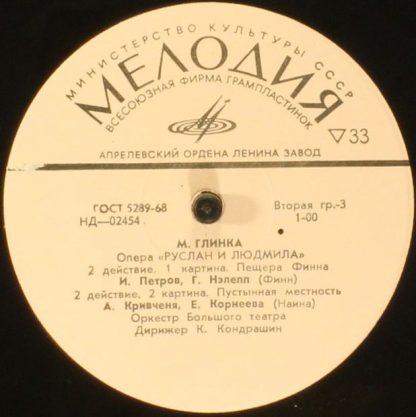 МИНИСТЕРСТВО КУЛЬТУРЫ СССР
МЕЛОДИЯ
ВСЕСОЮЗНАЯ ФИРМА ГРАМПЛАСТИНОК
33
АПРЕЛЕВСКИЙ ОРДЕНА ЛЕНИНА ЗАВОД
ГОСТ 5289-68
НД—02454
Вторая гр.-3
1-00
М. ГЛИНКА
Опера «РУСЛАН И ЛЮДМИЛА»
2 действие. 1 картина. Пещера Финна
И. Петров, Г. Нэлепп (Финн)
2 действие. 2 картина. Пустынная местность
А. Кривченя, Е. Корнеева (Наина)
Оркестр Большого театра
Дирижер К. Кондрашин